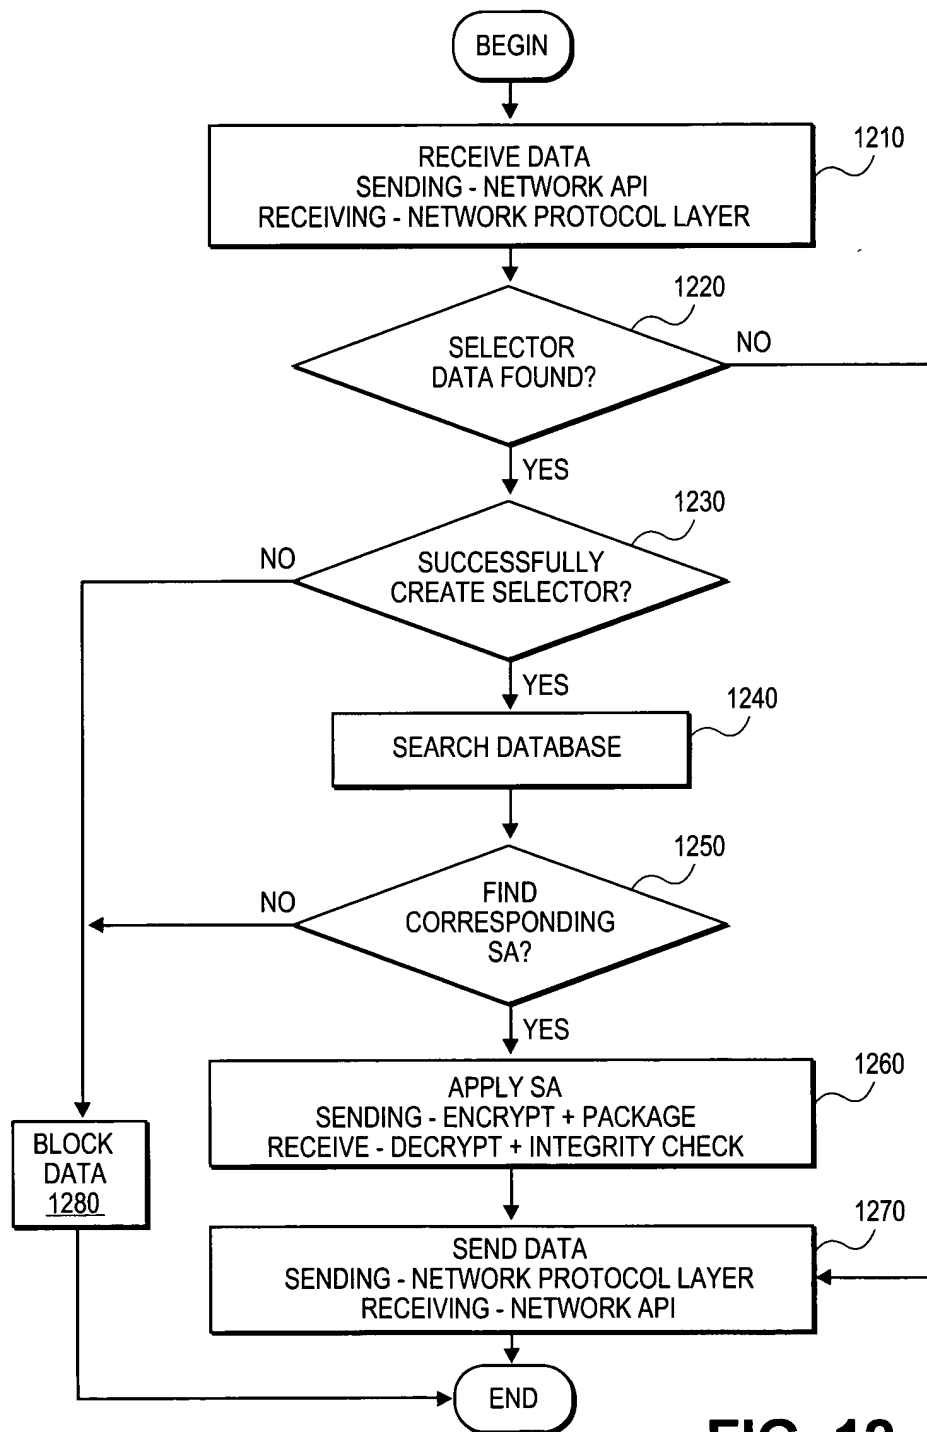 BEGIN
1210
RECEIVE DATA
SENDING - NETWORK API
RECEIVING - NETWORK PROTOCOL LAYER
1220
SELECTOR
DATA FOUND?
NO
YES
1230
NO
SUCCESSFULLY
CREATE SELECTOR?
YES
1240
SEARCH DATABASE
1250
NO
FIND
CORRESPONDING
SA?
YES
1260
APPLY SA
SENDING - ENCRYPT + PACKAGE
RECEIVE - DECRYPT + INTEGRITY CHECK
BLOCK
DATA
1280
1270
SEND DATA
SENDING - NETWORK PROTOCOL LAYER
RECEIVING - NETWORK API
END
FIG. 12